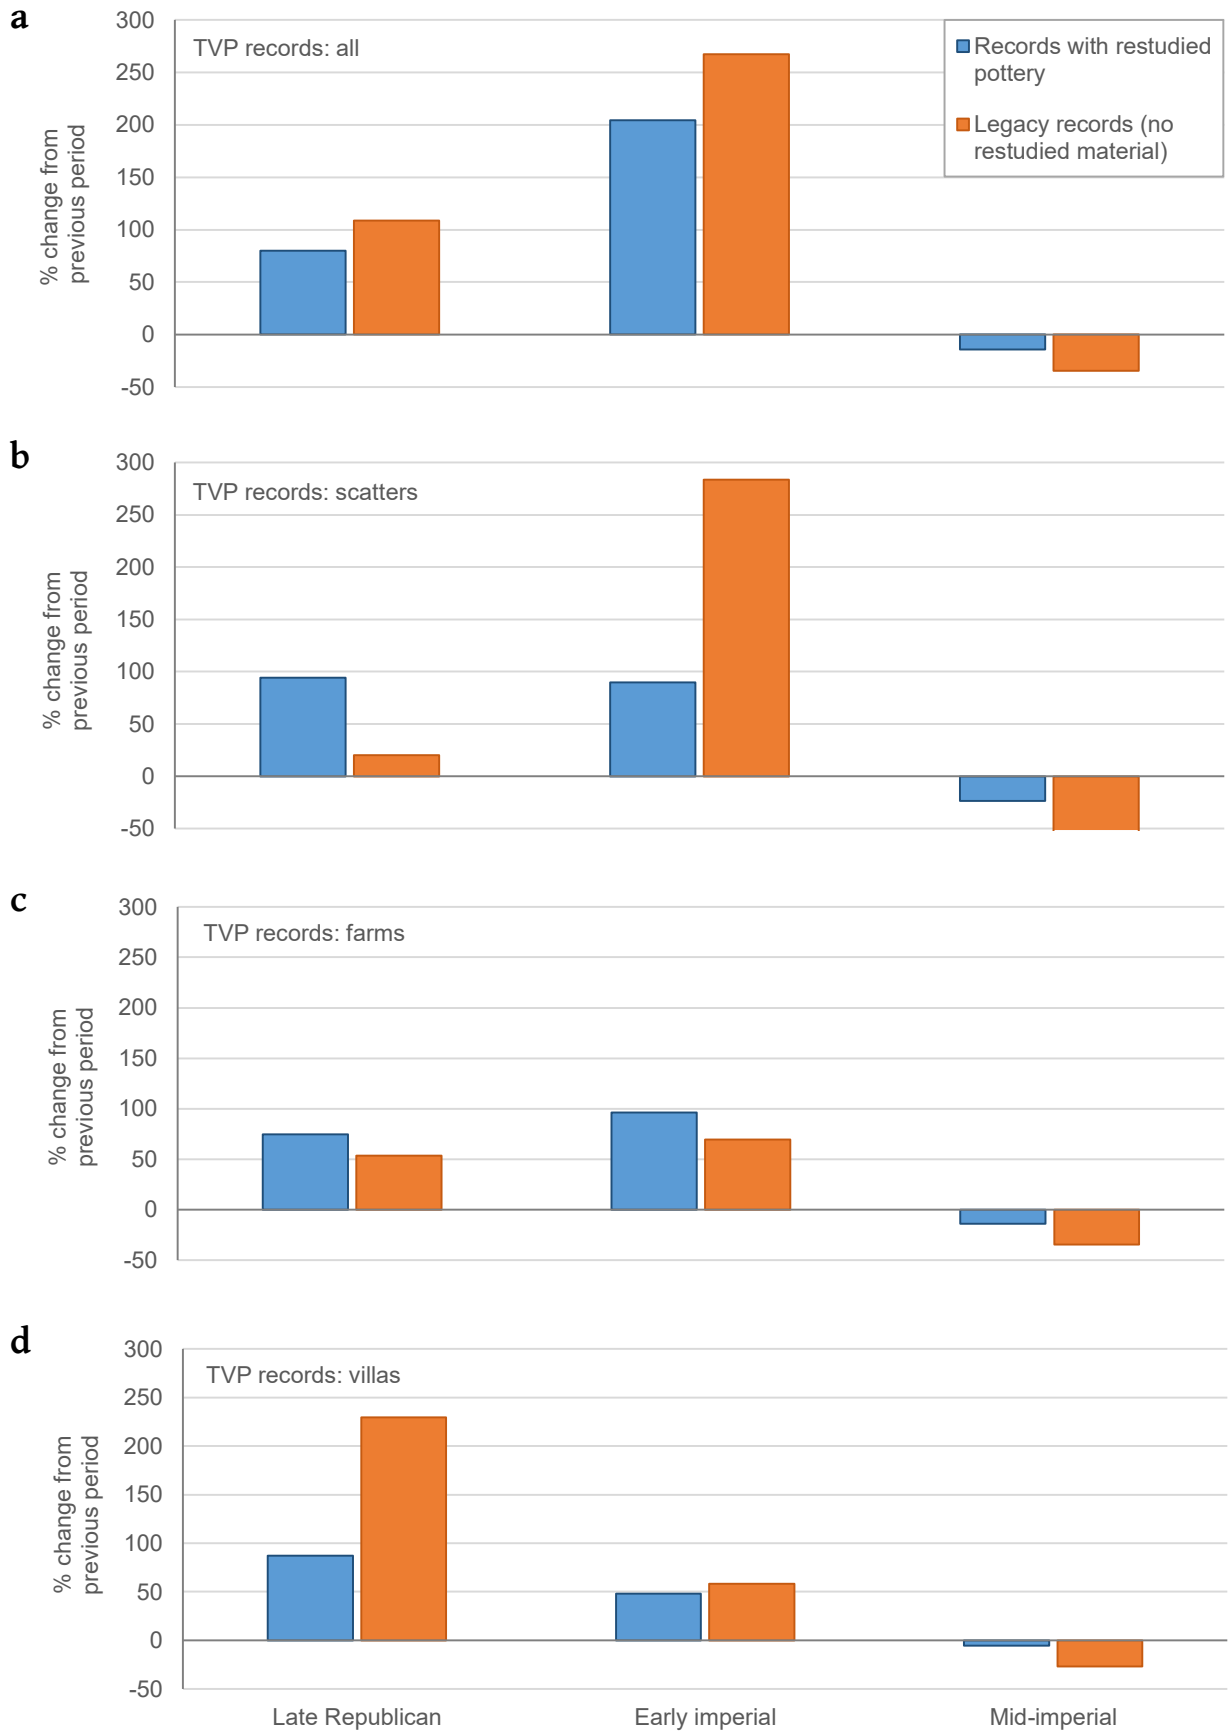 a
TVP records: all
Records with restudied
pottery
Legacy records (no
restudied material)
% change from
previous period
300
250
200
150
100
50
0
-50
b
TVP records: scatters
% change from
previous period
300
250
200
150
100
50
0
-50
c
TVP records: farms
% change from
previous period
300
250
200
150
100
50
0
-50
d
TVP records: villas
% change from
previous period
300
250
200
150
100
50
0
-50
Late Republican
Early imperial
Mid-imperial